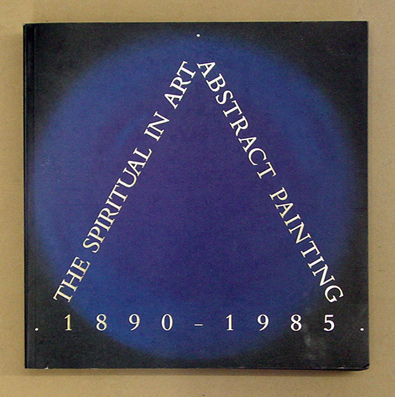 THE SPIRITUAL IN ART
ABSTRACT PAINTING
. 1890 – 1985 .